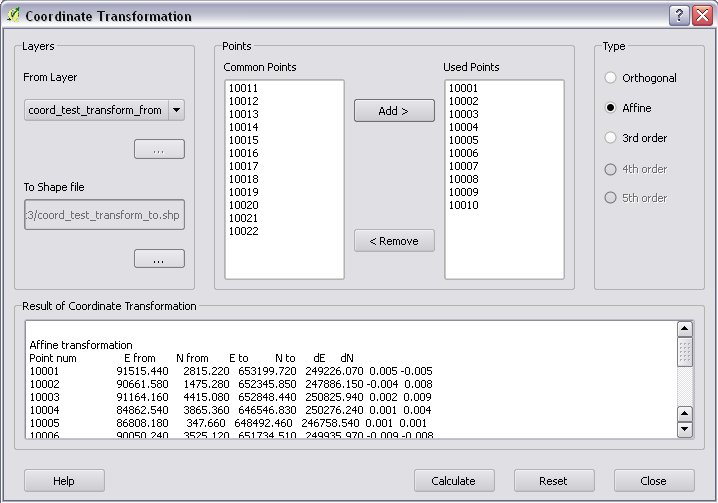 Coordinate Transformation
Layers
From Layer
coord_test_transform_from
...
To Shape file
:3/coord_test_transform_to.shp
...
Points
Common Points
10011
10012
10013
10014
10015
10016
10017
10018
10019
10020
10021
10022
Add >
< Remove
Used Points
10001
10002
10003
10004
10005
10006
10007
10008
10009
10010
Type
Orthogonal
Affine
3rd order
4th order
5th order
Result of Coordinate Transformation
Affine transformation
Point num E from N from E to N to dE dN
10001 91515.440 2815.220 653199.720 249226.070 0.005 -0.005
10002 90661.580 1475.280 652345.850 247886.150 -0.004 0.008
10003 91164.160 4415.080 652848.440 250825.940 0.002 0.009
10004 84862.540 3865.360 646546.830 250276.240 0.001 0.004
10005 86808.180 347.660 648492.460 246758.540 0.001 0.001
10006 90050.240 3525.120 651734.510 249935.970 -0.009 -0.008
Help
Calculate
Reset
Close